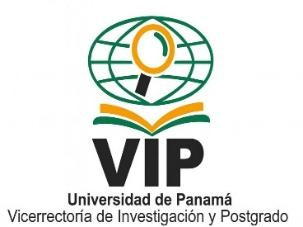 VIP
Universidad de Panamá
Vicerrectoría de Investigación y Postgrado